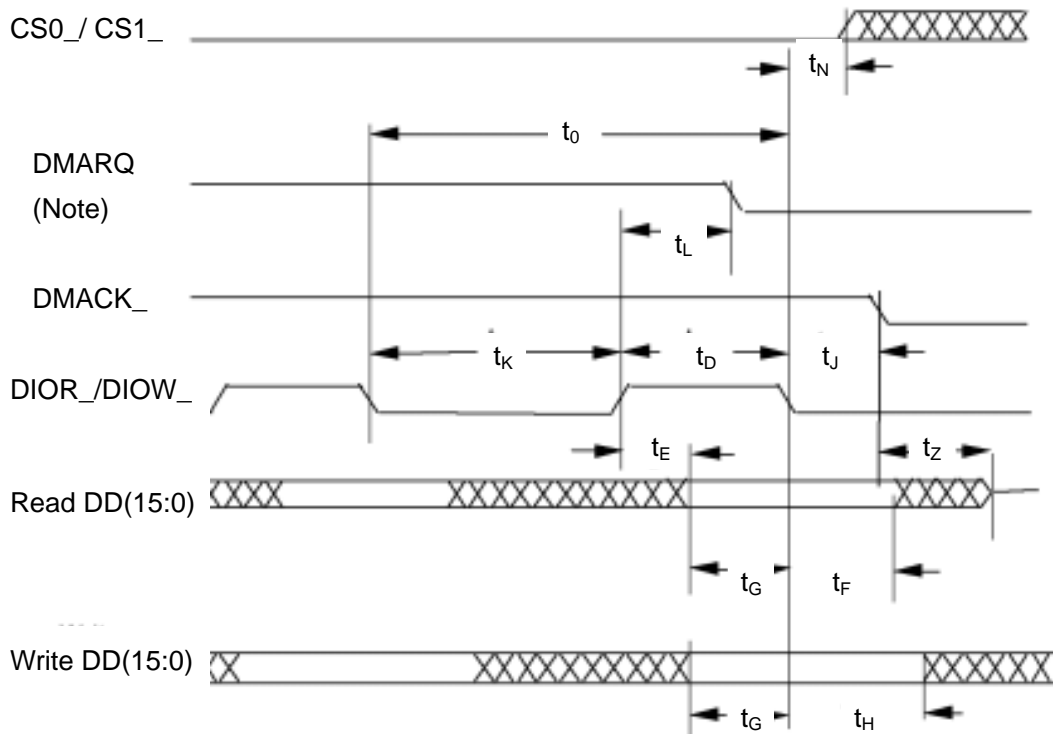 CS0_/ CS1_
tN
t0
DMARQ
(Note)
tL
DMACK_
tK
tD
tJ
DIOR_/DIOW_
tE
tZ
Read DD(15:0)
tG
tF
Write DD(15:0)
tG
tH